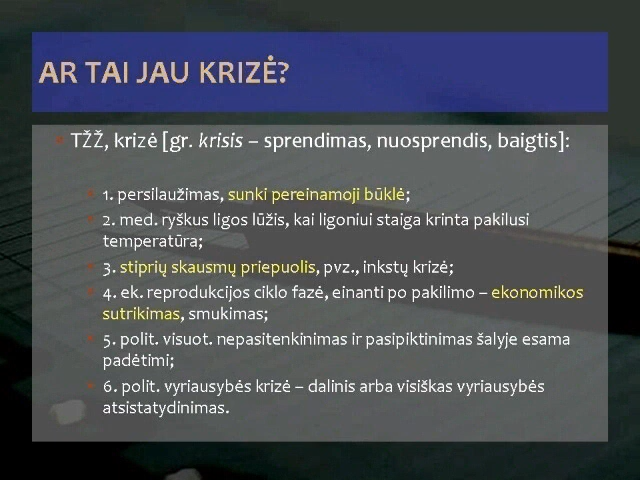 AR TAI JAU KRIZĖ?
TŽŽ, krizė [gr. krisis – sprendimas, nuosprendis, baigtis]:
1. persilaužimas, sunki pereinamoji būklė;
2. med. ryškus ligos lūžis, kai ligoniui staiga krinta pakilusi
temperatūra;
3. stiprių skausmų priepuolis, pvz., inkstų krizė;
4. ek. reprodukcijos ciklo fazė, einanti po pakilimo – ekonomikos
sutrikimas, smukimas;
5. polit. visuot. nepasitenkinimas ir pasipiktinimas šalyje esama
padėtimi;
6. polit. vyriausybės krizė – dalinis arba visiškas vyriausybės
atsistatydinimas.